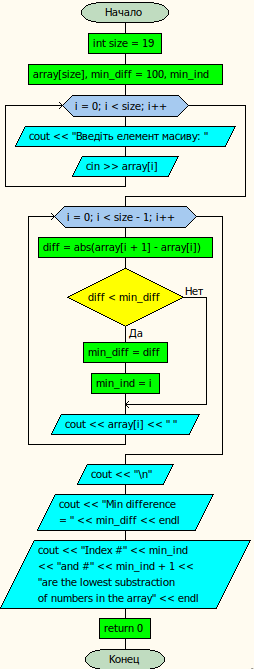 Начало
int size = 19
array[size], min_diff = 100, min_ind
i = 0; i < size; i++
cout << "Введіть елемент масиву: "
cin >> array[i]
i = 0; i < size - 1; i++
diff = abs(array[i + 1] - array[i])
diff < min_diff
Нет
Да
min_diff = diff
min_ind = i
cout << array[i] << " "
cout << "\n"
cout << "Min difference
= " << min_diff << endl
cout << "Index #" << min_ind
<< "and #" << min_ind + 1 <<
"are the lowest substraction
of numbers in the array" << endl
return 0
Конец